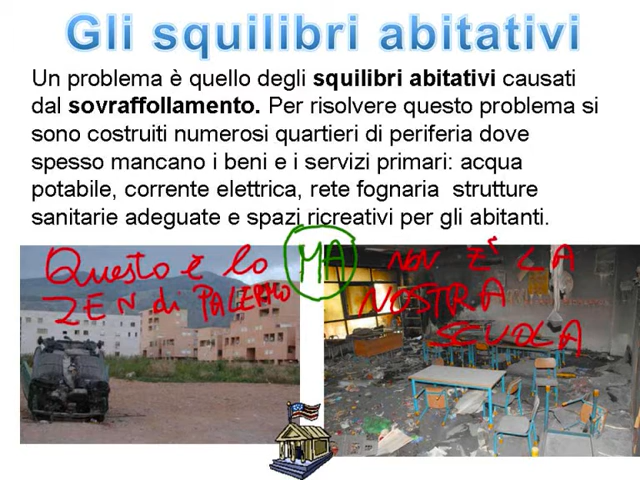 Gli squilibri abitativi
Un problema è quello degli squilibri abitativi causati
dal sovraffollamento. Per risolvere questo problema si
sono costruiti numerosi quartieri di periferia dove
spesso mancano i beni e i servizi primari: acqua
potabile, corrente elettrica, rete fognaria strutture
sanitarie adeguate e spazi ricreativi per gli abitanti.
Questo è lo
ZEN di PALERMO
MA
NON E' LA
NOSTRA
SCUOLA